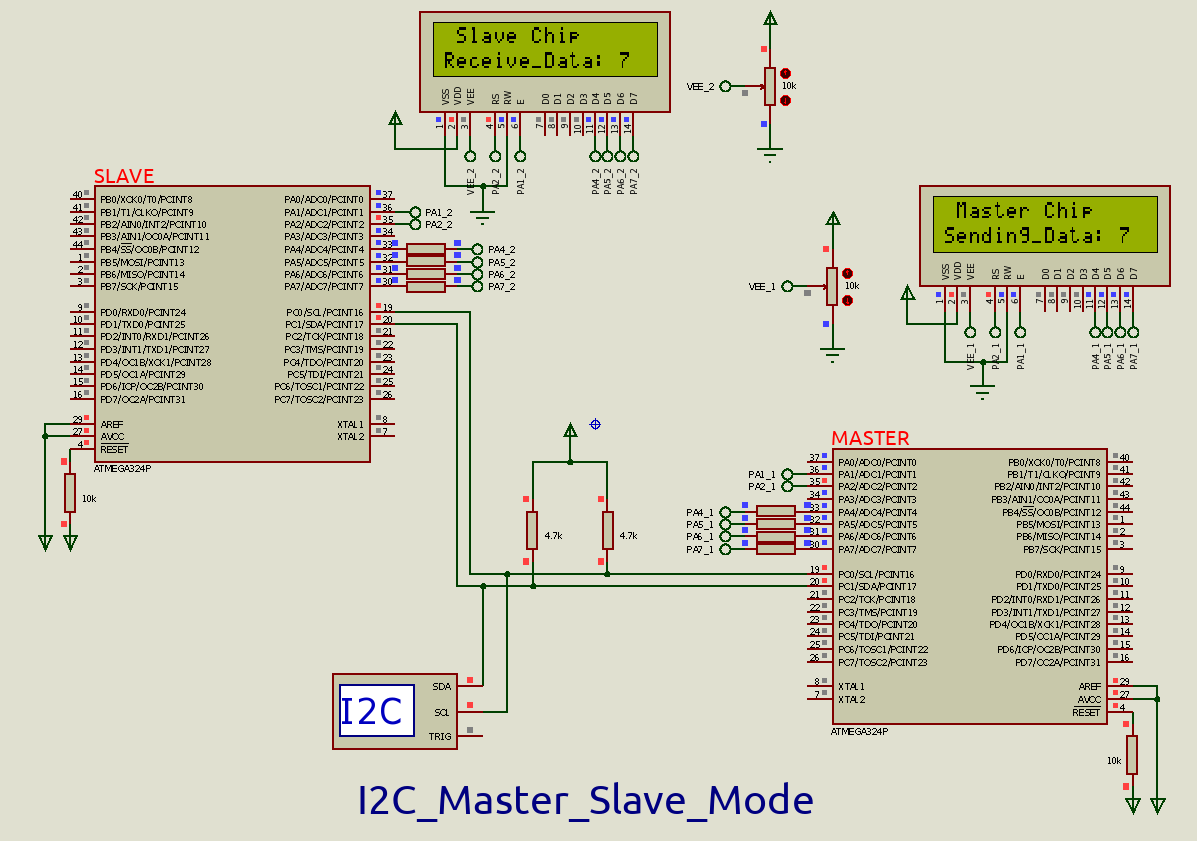 Slave Chip
Receive_Data: 7
VSS VDD VEE RS RW E D0 D1 D2 D3 D4 D5 D6 D7
1 2 3 4 5 6 7 8 9 10 11 12 13 14
VEE_2 PA2_2 PA1_2 PA4_2 PA5_2 PA6_2 PA7_2
VEE_2
10k
SLAVE
40 PB0/XCK0/T0/PCINT8 PA0/ADC0/PCINT0 37
41 PB1/T1/CLKO/PCINT9 PA1/ADC1/PCINT1 36 PA1_2
42 PB2/AIN0/INT2/PCINT10 PA2/ADC2/PCINT2 35 PA2_2
43 PB3/AIN1/OC0A/PCINT11 PA3/ADC3/PCINT3 34
44 PB4/SS/OC0B/PCINT12 PA4/ADC4/PCINT4 33 PA4_2
1 PB5/MOSI/PCINT13 PA5/ADC5/PCINT5 32 PA5_2
2 PB6/MISO/PCINT14 PA6/ADC6/PCINT6 31 PA6_2
3 PB7/SCK/PCINT15 PA7/ADC7/PCINT7 30 PA7_2
9 PD0/RXD0/PCINT24 PC0/SCL/PCINT16 19
10 PD1/TXD0/PCINT25 PC1/SDA/PCINT17 20
11 PD2/INT0/RXD1/PCINT26 PC2/TCK/PCINT18 21
12 PD3/INT1/TXD1/PCINT27 PC3/TMS/PCINT19 22
13 PD4/OC1B/XCK1/PCINT28 PC4/TDO/PCINT20 23
14 PD5/OC1A/PCINT29 PC5/TDI/PCINT21 24
15 PD6/ICP/OC2B/PCINT30 PC6/TOSC1/PCINT22 25
16 PD7/OC2A/PCINT31 PC7/TOSC2/PCINT23 26
29 AREF XTAL1 8
27 AVCC XTAL2 7
4 RESET
ATMEGA324P
10k
Master Chip
Sending_Data: 7
VSS VDD VEE RS RW E D0 D1 D2 D3 D4 D5 D6 D7
1 2 3 4 5 6 7 8 9 10 11 12 13 14
VEE_1 PA2_1 PA1_1 PA4_1 PA5_1 PA6_1 PA7_1
VEE_1
10k
4.7k
4.7k
MASTER
37 PA0/ADC0/PCINT0 PB0/XCK0/T0/PCINT8 40
PA1_1 36 PA1/ADC1/PCINT1 PB1/T1/CLKO/PCINT9 41
PA2_1 35 PA2/ADC2/PCINT2 PB2/AIN0/INT2/PCINT10 42
34 PA3/ADC3/PCINT3 PB3/AIN1/OC0A/PCINT11 43
PA4_1 33 PA4/ADC4/PCINT4 PB4/SS/OC0B/PCINT12 44
PA5_1 32 PA5/ADC5/PCINT5 PB5/MOSI/PCINT13 1
PA6_1 31 PA6/ADC6/PCINT6 PB6/MISO/PCINT14 2
PA7_1 30 PA7/ADC7/PCINT7 PB7/SCK/PCINT15 3
19 PC0/SCL/PCINT16 PD0/RXD0/PCINT24 9
20 PC1/SDA/PCINT17 PD1/TXD0/PCINT25 10
21 PC2/TCK/PCINT18 PD2/INT0/RXD1/PCINT26 11
22 PC3/TMS/PCINT19 PD3/INT1/TXD1/PCINT27 12
23 PC4/TDO/PCINT20 PD4/OC1B/XCK1/PCINT28 13
24 PC5/TDI/PCINT21 PD5/OC1A/PCINT29 14
25 PC6/TOSC1/PCINT22 PD6/ICP/OC2B/PCINT30 15
26 PC7/TOSC2/PCINT23 PD7/OC2A/PCINT31 16
8 XTAL1 AREF 29
7 XTAL2 AVCC 27
RESET 4
ATMEGA324P
10k
I2C
SDA
SCL
TRIG
I2C_Master_Slave_Mode